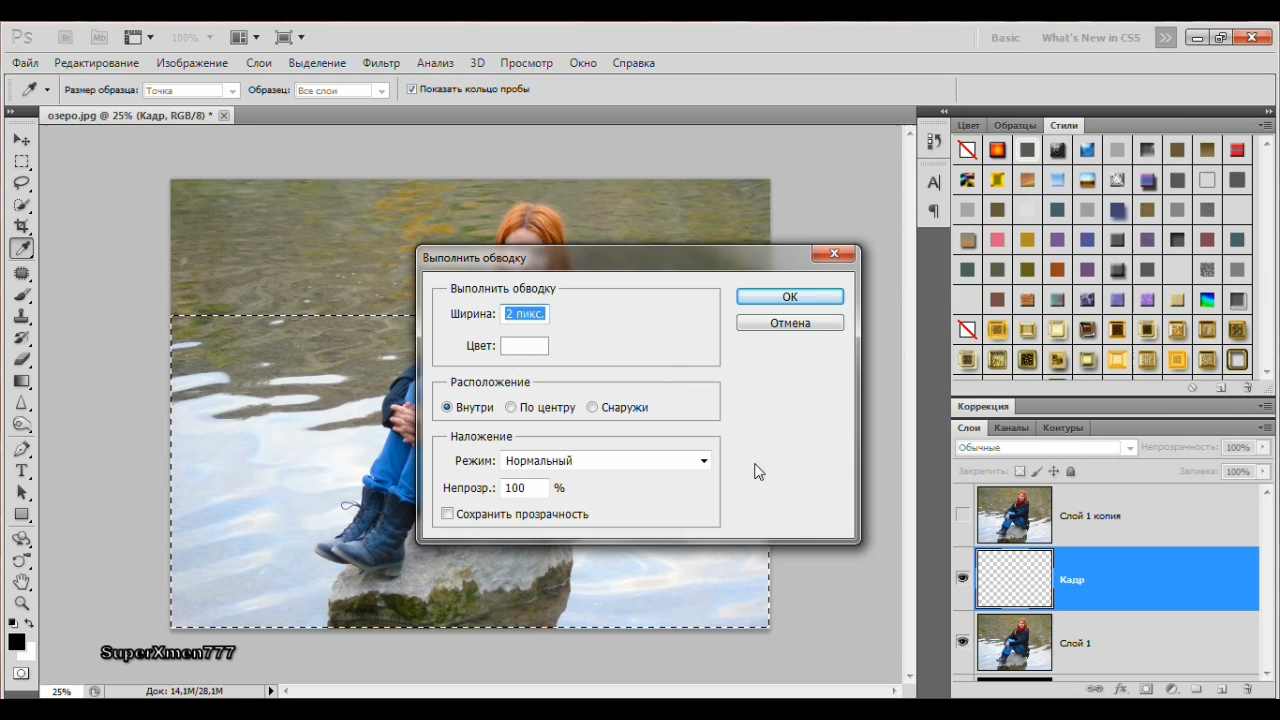 Ps Br Mb 100% Basic What's New in CS5
Файл Редактирование Изображение Слои Выделение Фильтр Анализ 3D Просмотр Окно Справка
Размер образца: Точка Образец: Все слои Показать кольцо пробы
озеро.jpg @ 25% (Кадр, RGB/8) *
Цвет Образцы Стили
Выполнить обводку
Выполнить обводку
Ширина: 2 пикс.
Цвет:
OK
Отмена
Расположение
Внутри По центру Снаружи
Наложение
Режим: Нормальный
Непрозр.: 100 %
Сохранить прозрачность
Коррекция
Слои Каналы Контуры
Обычные Непрозрачность: 100%
Закрепить: Заливка: 100%
Слой 1 копия
Кадр
Слой 1
SuperXmen777
25% Док: 14,1M/28,1M